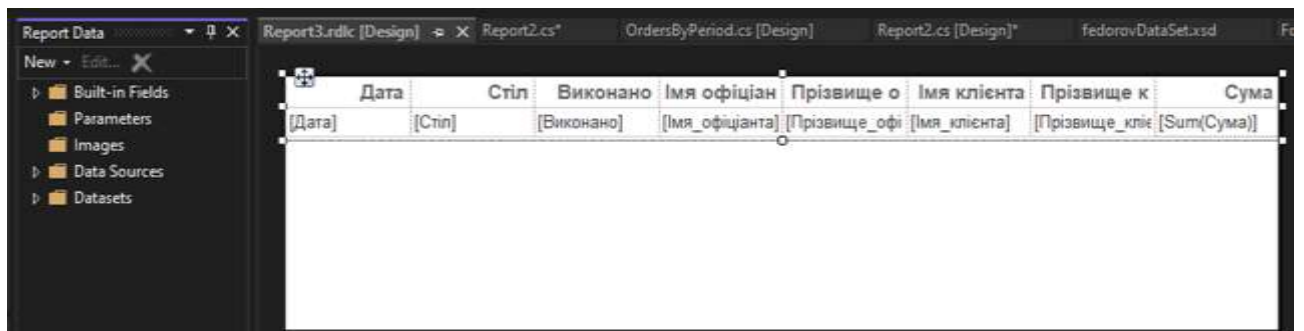 Report Data
Report3.rdlc [Design] Report2.cs* OrdersByPeriod.cs [Design] Report2.cs [Design]* fedorovDataSet.xsd Fo
New Edit...
Built-in Fields
Parameters
Images
Data Sources
Datasets
Дата Стіл Виконано Імя офіціан Прізвище о Імя клієнта Прізвище к Сума
[Дата] [Стіл] [Виконано] [Імя_офіціанта] [Прізвище_офі [Імя_клієнта] [Прізвище_кліє [Sum(Сума)]